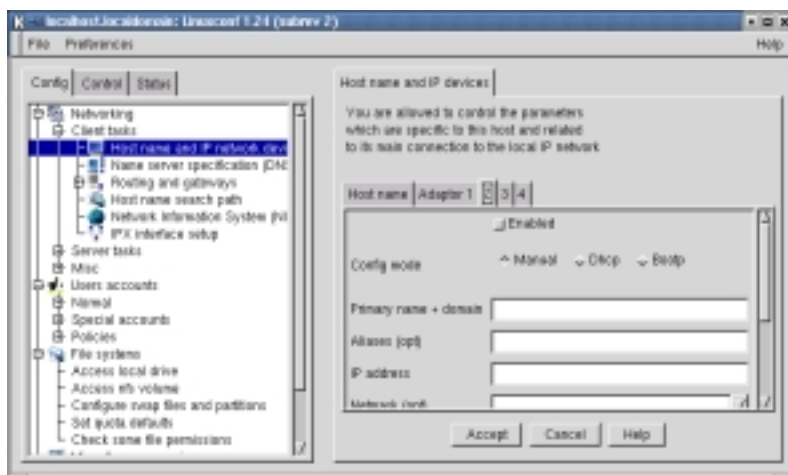 localhost.localdomain: Linuxconf 1.24 (subrev 2)
File Preferences Help
Config Control Status
Networking
Client tasks
Host name and IP network devi
Name server specification (DNS
Routing and gateways
Host name search path
Network Information System (NI
IPX interface setup
Server tasks
Misc
Users accounts
Normal
Special accounts
Policies
File systems
Access local drive
Access nfs volume
Configure swap files and partitions
Set quota defaults
Check some file permissions
Host name and IP devices
You are allowed to control the parameters
which are specific to this host and related
to its main connection to the local IP network
Host name Adaptor 1 2 3 4
Enabled
Config mode Manual Dhcp Bootp
Primary name + domain
Aliases (opt)
IP address
Network (opt)
Accept Cancel Help